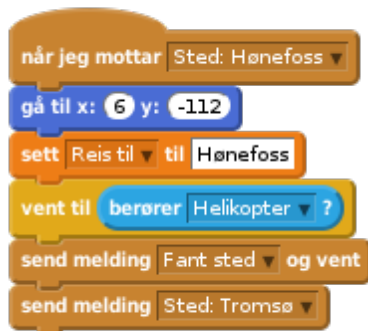 når jeg mottar Sted: Hønefoss
gå til x: 6 y: -112
sett Reis til til Hønefoss
vent til berører Helikopter ?
send melding Fant sted og vent
send melding Sted: Tromsø